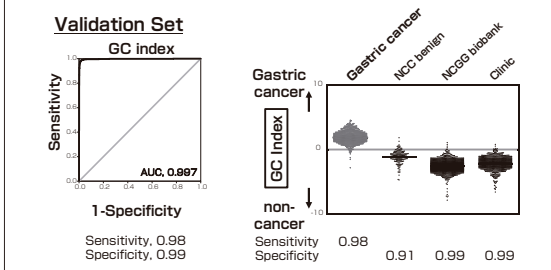 Validation Set
GC index
Sensitivity
1.0
0.8
0.6
0.4
0.2
0.0
0.0 0.2 0.4 0.6 0.8 1.0
AUC, 0.997
1-Specificity
Sensitivity, 0.98
Specificity, 0.99
Gastric cancer
NCC benign
NCGG biobank
Clinic
Gastric
cancer
GC Index
non-
cancer
10
0
-10
Sensitivity 0.98
Specificity 0.91 0.99 0.99